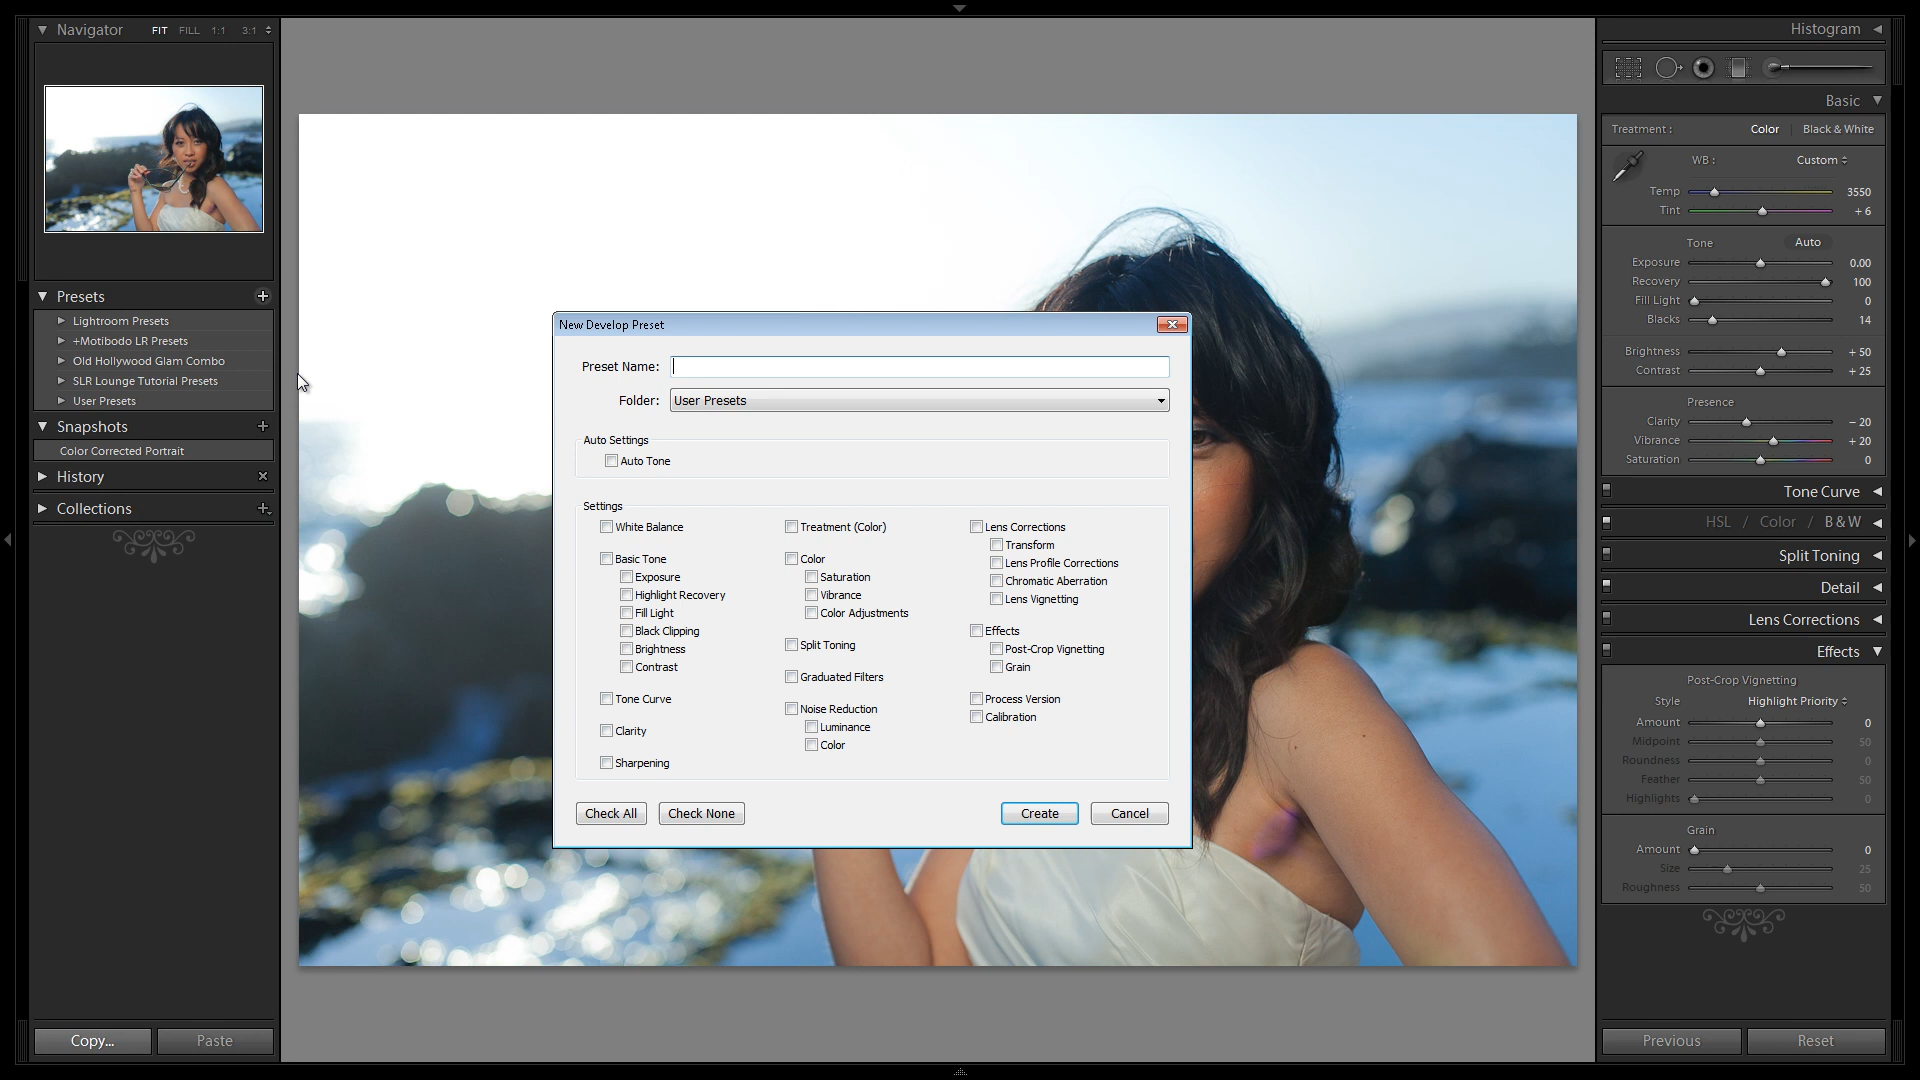 Navigator FIT FILL 1:1 3:1
Presets
Lightroom Presets
+Motibodo LR Presets
Old Hollywood Glam Combo
SLR Lounge Tutorial Presets
User Presets
Snapshots
Color Corrected Portrait
History
Collections
Copy...
Paste
New Develop Preset
Preset Name:
Folder: User Presets
Auto Settings
Auto Tone
Settings
White Balance
Basic Tone
Exposure
Highlight Recovery
Fill Light
Black Clipping
Brightness
Contrast
Tone Curve
Clarity
Sharpening
Treatment (Color)
Color
Saturation
Vibrance
Color Adjustments
Split Toning
Graduated Filters
Noise Reduction
Luminance
Color
Lens Corrections
Transform
Lens Profile Corrections
Chromatic Aberration
Lens Vignetting
Effects
Post-Crop Vignetting
Grain
Process Version
Calibration
Check All
Check None
Create
Cancel
Histogram
Basic
Treatment : Color | Black & White
WB : Custom
Temp 3550
Tint + 6
Tone Auto
Exposure 0.00
Recovery 100
Fill Light 0
Blacks 14
Brightness + 50
Contrast + 25
Presence
Clarity − 20
Vibrance + 20
Saturation 0
Tone Curve
HSL / Color / B & W
Split Toning
Detail
Lens Corrections
Effects
Post-Crop Vignetting
Style Highlight Priority
Amount 0
Midpoint 50
Roundness 0
Feather 50
Highlights 0
Grain
Amount 0
Size 25
Roughness 50
Previous
Reset